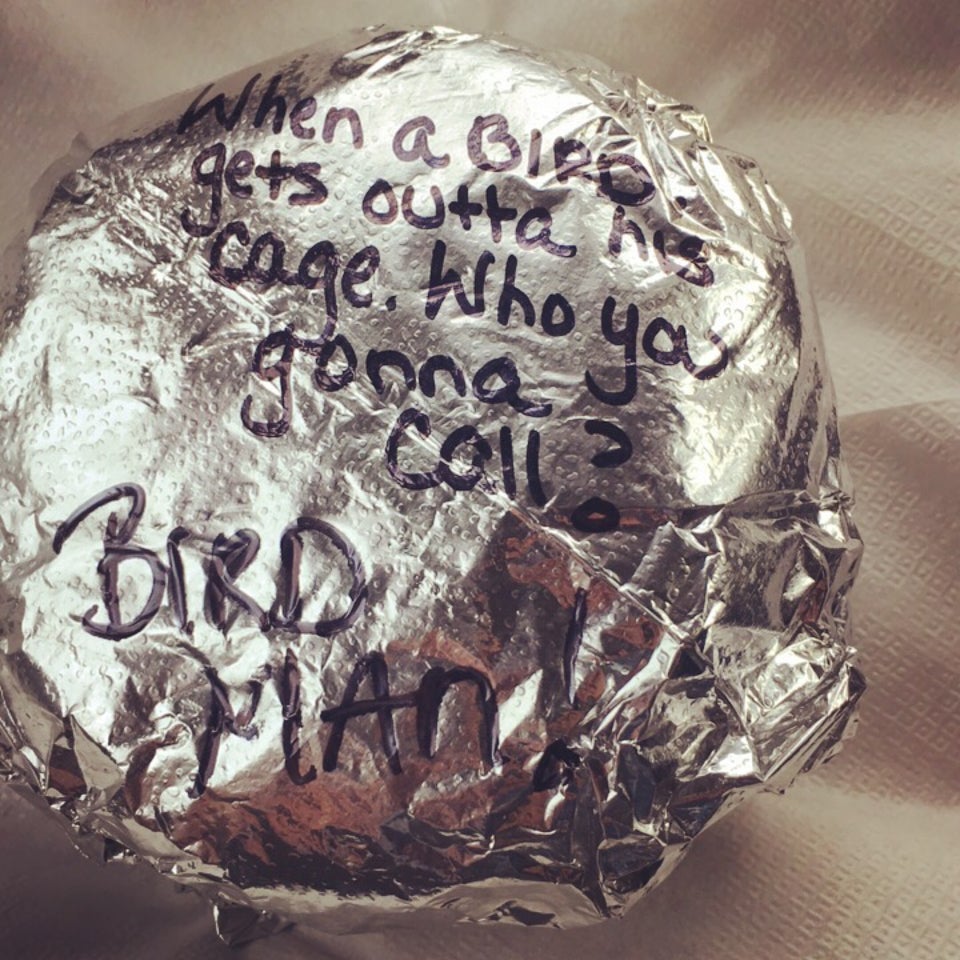 When a BIRD
gets outta his
cage. Who ya
gonna
call?
BIRD
MAN!